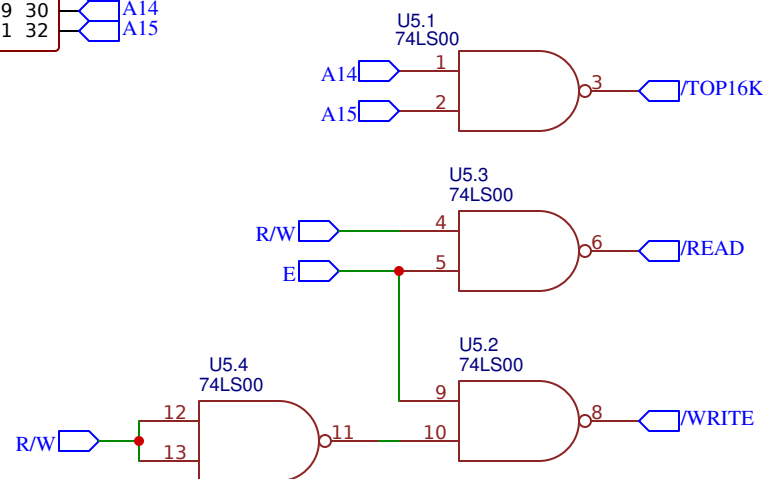 9 30 A14
1 32 A15
U5.1
74LS00
A14 1
A15 2
3 /TOP16K
U5.3
74LS00
R/W 4
E 5
6 /READ
U5.2
74LS00
9
10
8 /WRITE
U5.4
74LS00
R/W
12
13
11